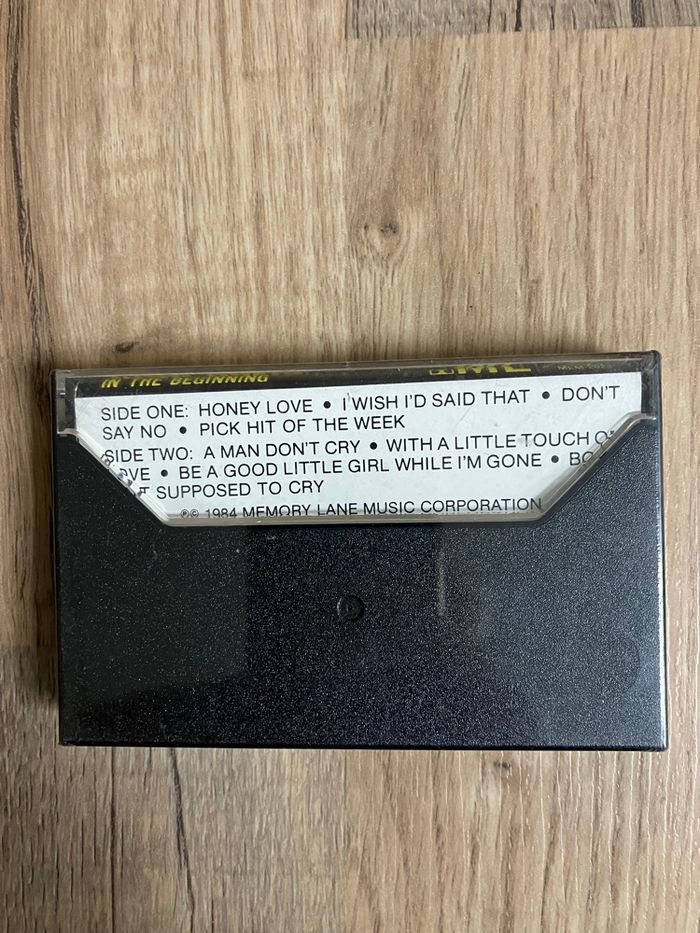 IN THE BEGINNING
SIDE ONE: HONEY LOVE • I WISH I'D SAID THAT • DON'T
SAY NO • PICK HIT OF THE WEEK
SIDE TWO: A MAN DON'T CRY • WITH A LITTLE TOUCH
• BE A GOOD LITTLE GIRL WHILE I'M GONE •
SUPPOSED TO CRY
℗© 1984 MEMORY LANE MUSIC CORPORATION